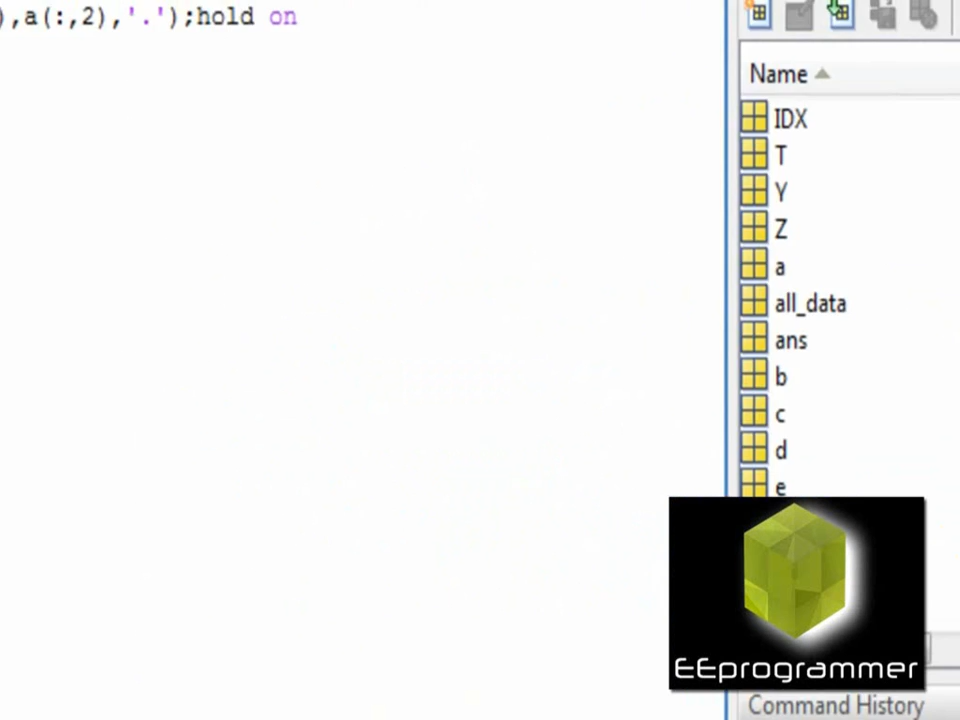 ),a(:,2),'.');hold on
Name
IDX
T
Y
Z
a
all_data
ans
b
c
d
e
EEprogrammer
Command History